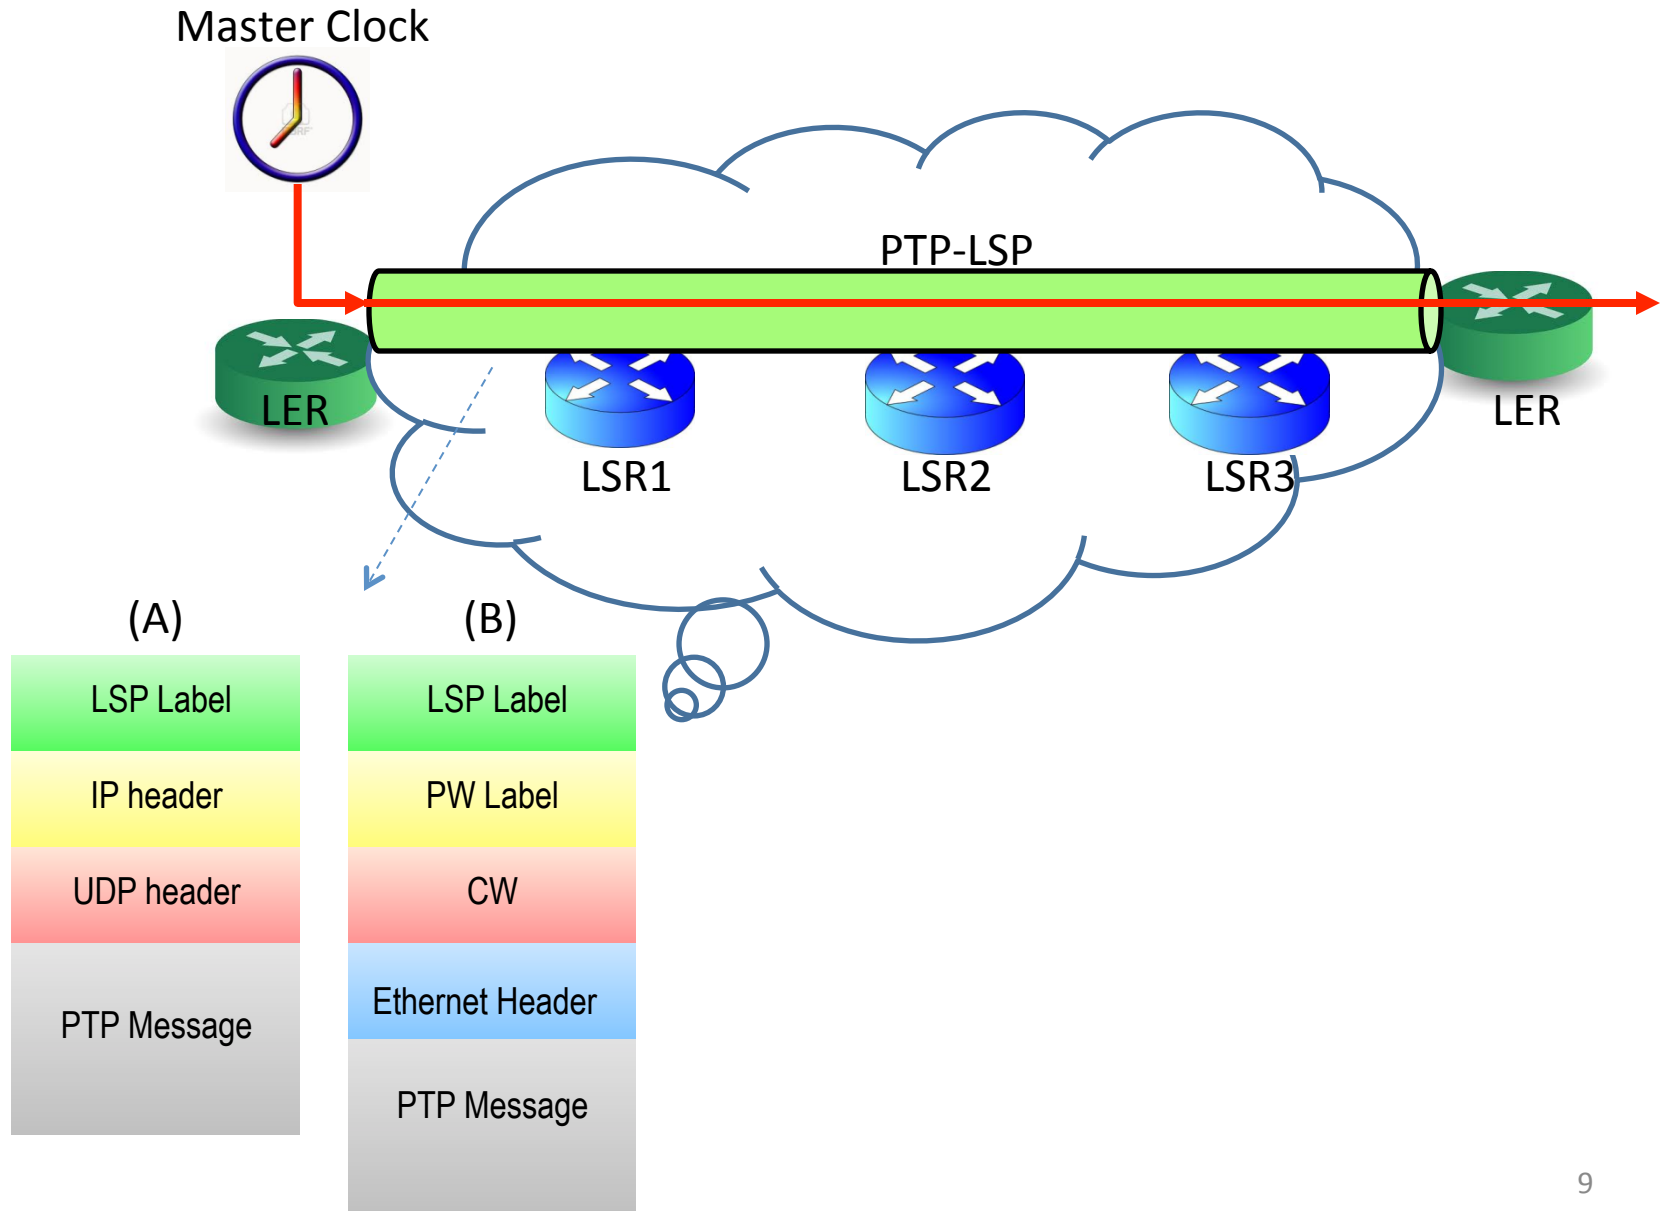 Master Clock
PTP-LSP
LER
LER
LSR1
LSR2
LSR3
(A)
(B)
LSP Label
IP header
UDP header
PTP Message
LSP Label
PW Label
CW
Ethernet Header
PTP Message
9